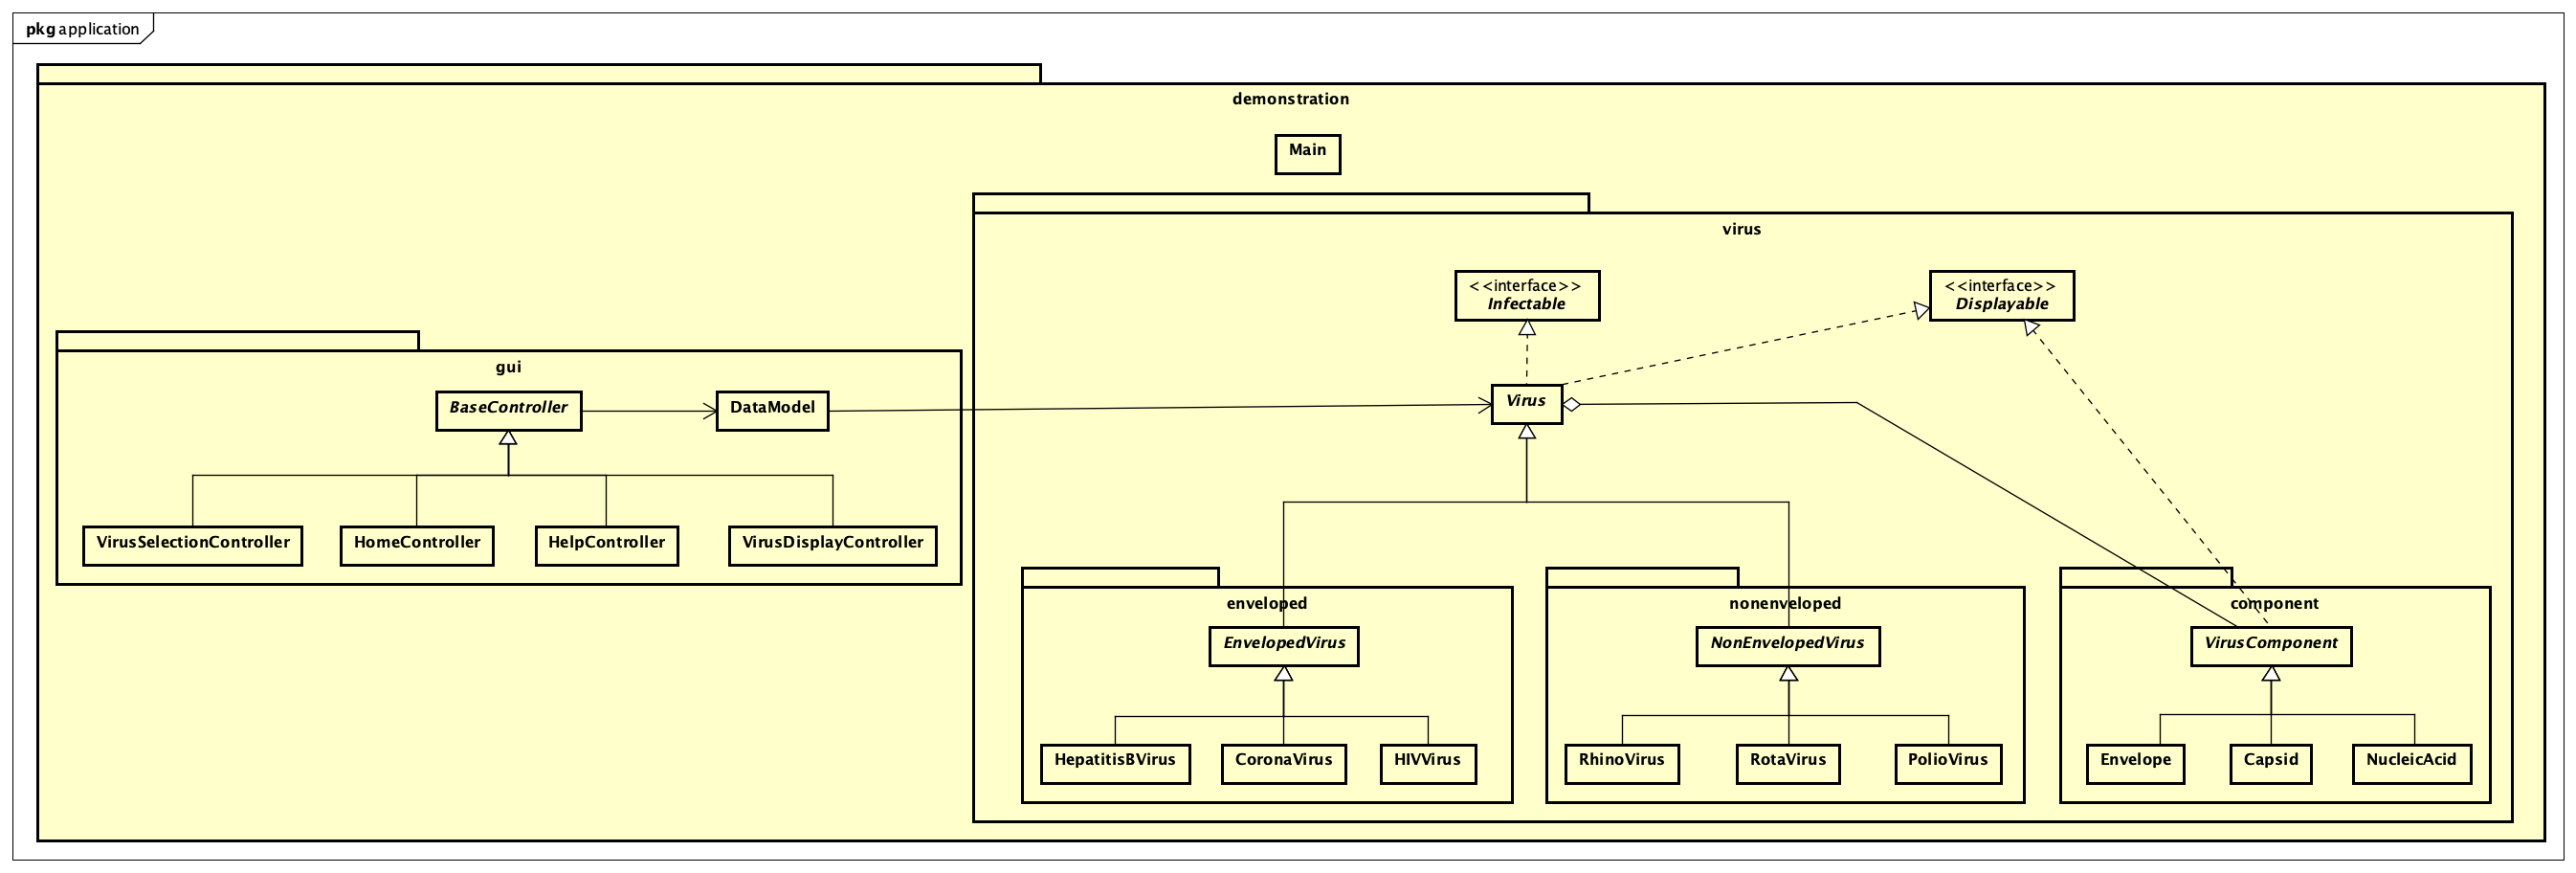 pkg application
demonstration
Main
virus
<<interface>>
Infectable
<<interface>>
Displayable
gui
BaseController
DataModel
Virus
VirusSelectionController
HomeController
HelpController
VirusDisplayController
enveloped
nonenveloped
component
EnvelopedVirus
NonEnvelopedVirus
VirusComponent
HepatitisBVirus
CoronaVirus
HIVVirus
RhinoVirus
RotaVirus
PolioVirus
Envelope
Capsid
NucleicAcid